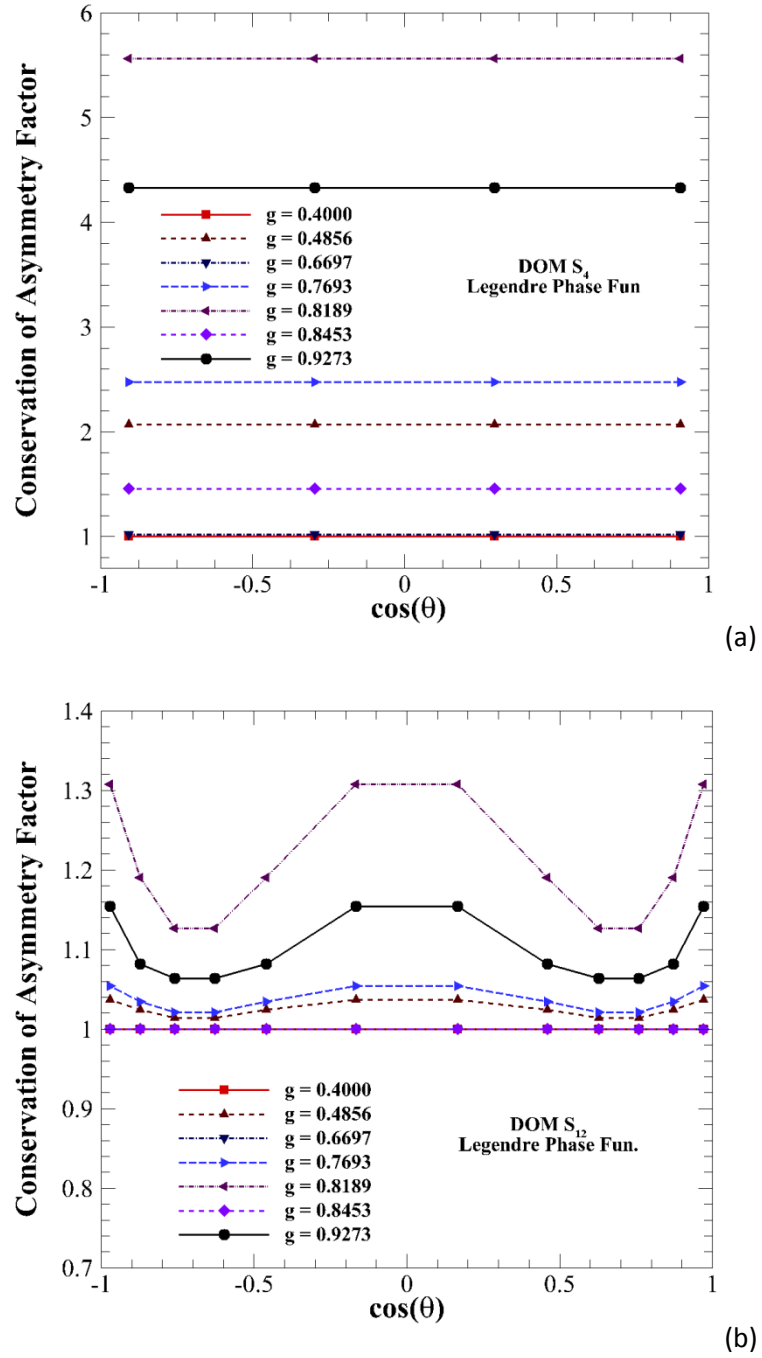 6
5
4
3
2
1
Conservation of Asymmetry Factor
g = 0.4000
g = 0.4856
g = 0.6697
g = 0.7693
g = 0.8189
g = 0.8453
g = 0.9273
DOM S₄
Legendre Phase Fun
-1 -0.5 0 0.5 1
cos(θ)
(a)
1.4
1.3
1.2
1.1
1
0.9
0.8
0.7
Conservation of Asymmetry Factor
g = 0.4000
g = 0.4856
g = 0.6697
g = 0.7693
g = 0.8189
g = 0.8453
g = 0.9273
DOM S₁₂
Legendre Phase Fun.
-1 -0.5 0 0.5 1
cos(θ)
(b)